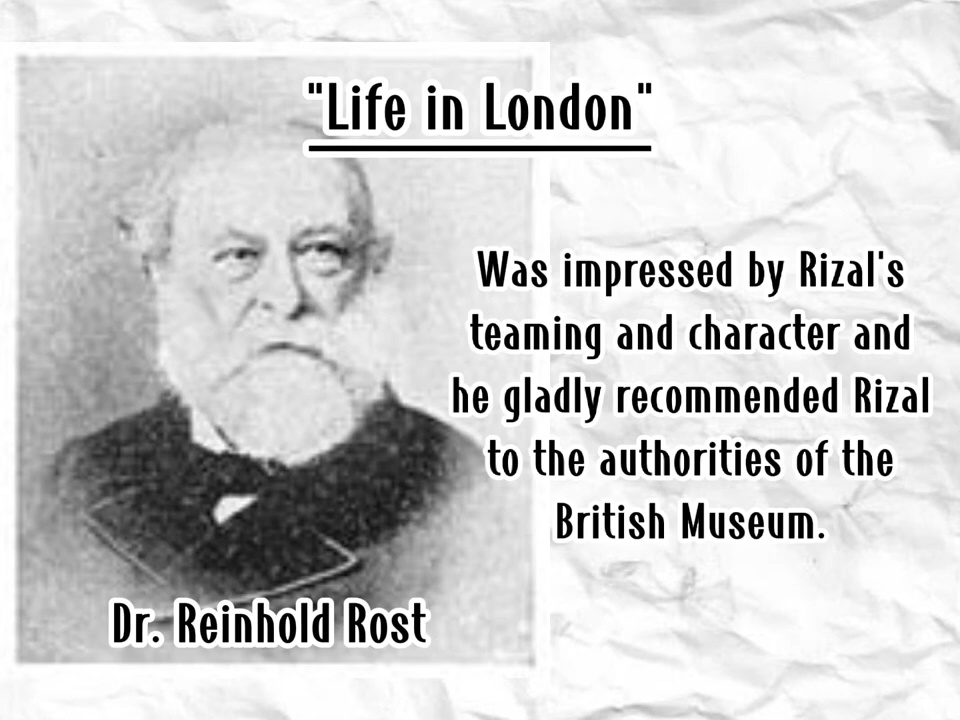 "Life in London"
Was impressed by Rizal's
teaming and character and
he gladly recommended Rizal
to the authorities of the
British Museum.
Dr. Reinhold Rost